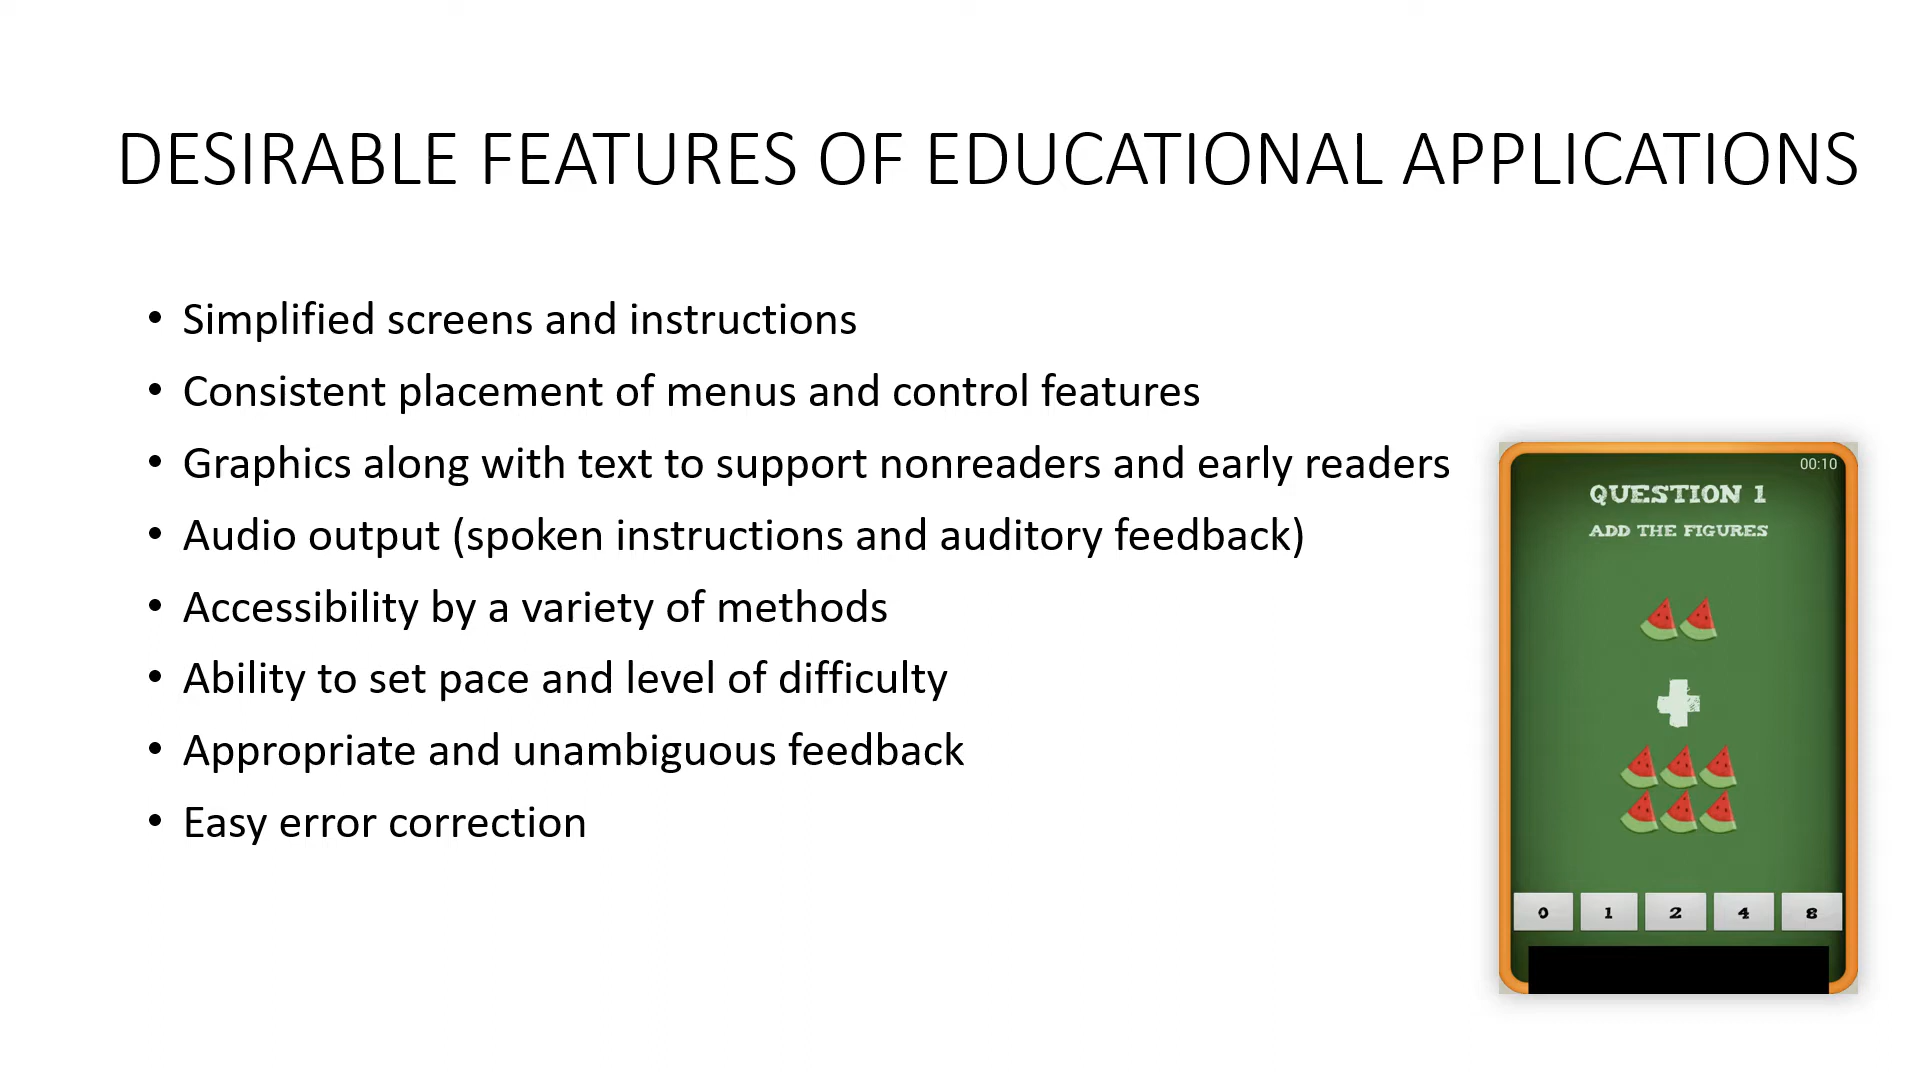 DESIRABLE FEATURES OF EDUCATIONAL APPLICATIONS
• Simplified screens and instructions
• Consistent placement of menus and control features
• Graphics along with text to support nonreaders and early readers
• Audio output (spoken instructions and auditory feedback)
• Accessibility by a variety of methods
• Ability to set pace and level of difficulty
• Appropriate and unambiguous feedback
• Easy error correction
00:10
QUESTION 1
ADD THE FIGURES
+
0 1 2 4 8